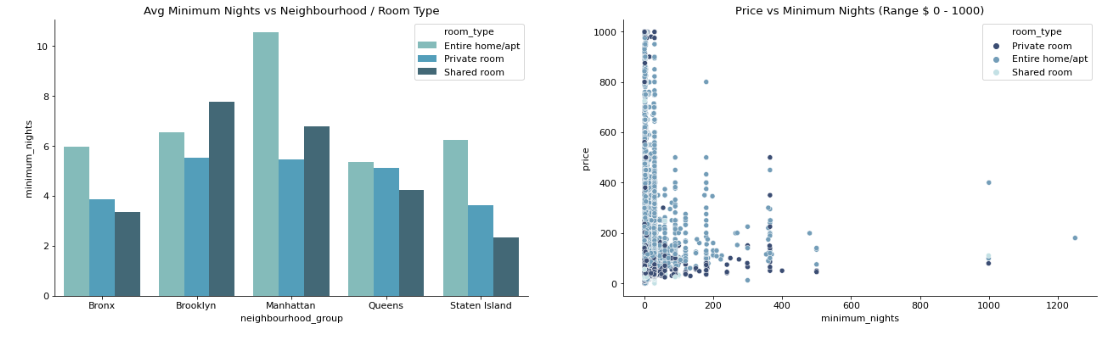 Avg Minimum Nights vs Neighbourhood / Room Type
room_type
Entire home/apt
Private room
Shared room
minimum_nights
10
8
6
4
2
0
Bronx
Brooklyn
Manhattan
Queens
Staten Island
neighbourhood_group
Price vs Minimum Nights (Range $ 0 - 1000)
room_type
Private room
Entire home/apt
Shared room
price
1000
800
600
400
200
0
0
200
400
600
800
1000
1200
minimum_nights